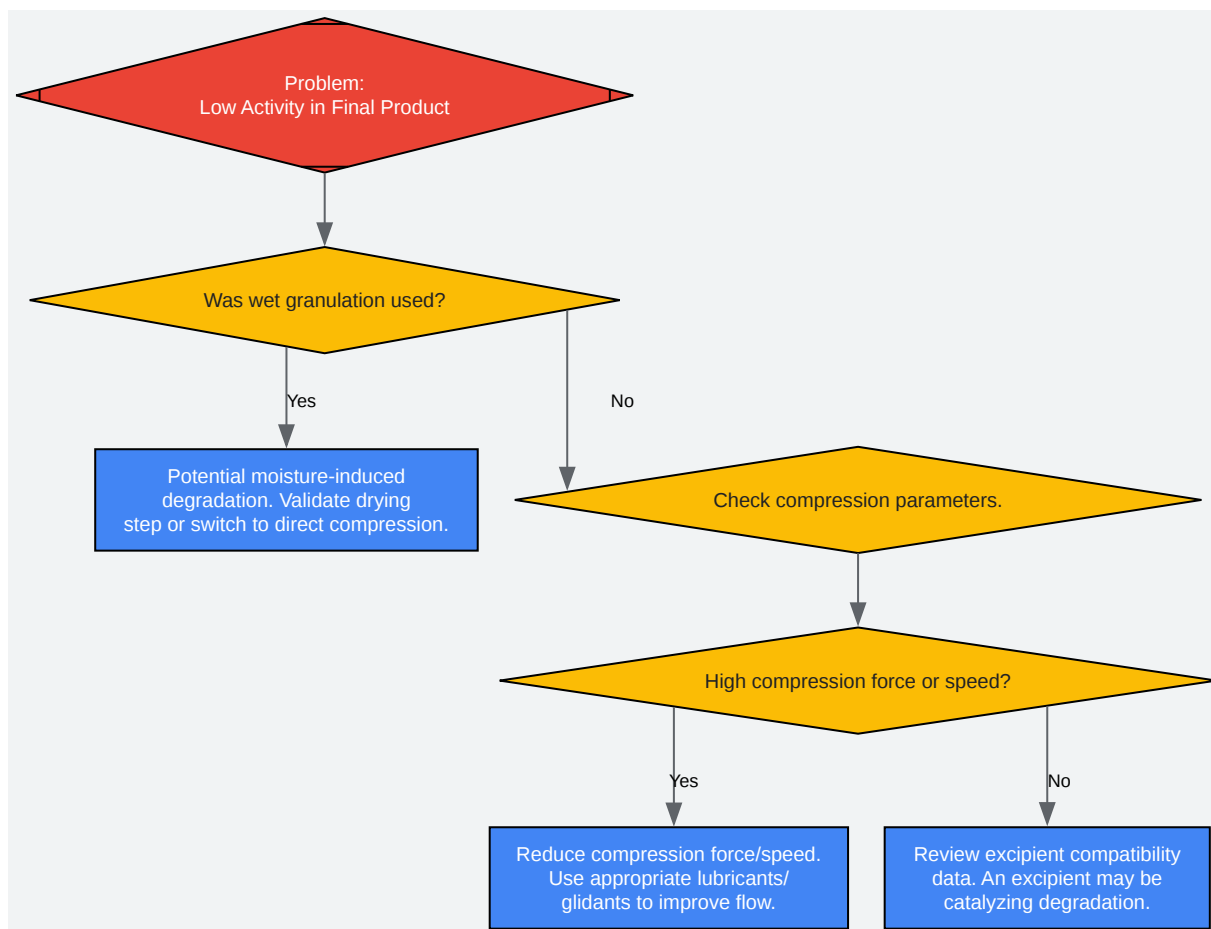 Problem:
Low Activity in Final Product
Was wet granulation used?
Yes
No
Potential moisture-induced
degradation. Validate drying
step or switch to direct compression.
Check compression parameters.
High compression force or speed?
Yes
No
Reduce compression force/speed.
Use appropriate lubricants/
glidants to improve flow.
Review excipient compatibility
data. An excipient may be
catalyzing degradation.